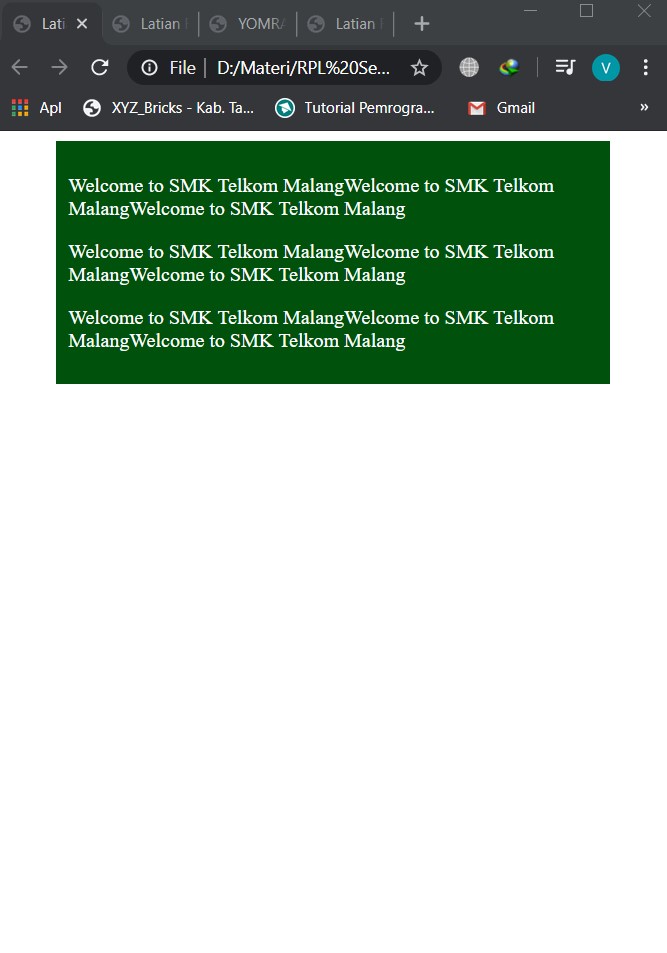 Lati
Latian
YOMRA
Latian
File
D:/Materi/RPL%20Se...
V
Apl
XYZ_Bricks - Kab. Ta...
Tutorial Pemrogra...
Gmail
»
Welcome to SMK Telkom MalangWelcome to SMK Telkom
MalangWelcome to SMK Telkom Malang
Welcome to SMK Telkom MalangWelcome to SMK Telkom
MalangWelcome to SMK Telkom Malang
Welcome to SMK Telkom MalangWelcome to SMK Telkom
MalangWelcome to SMK Telkom Malang